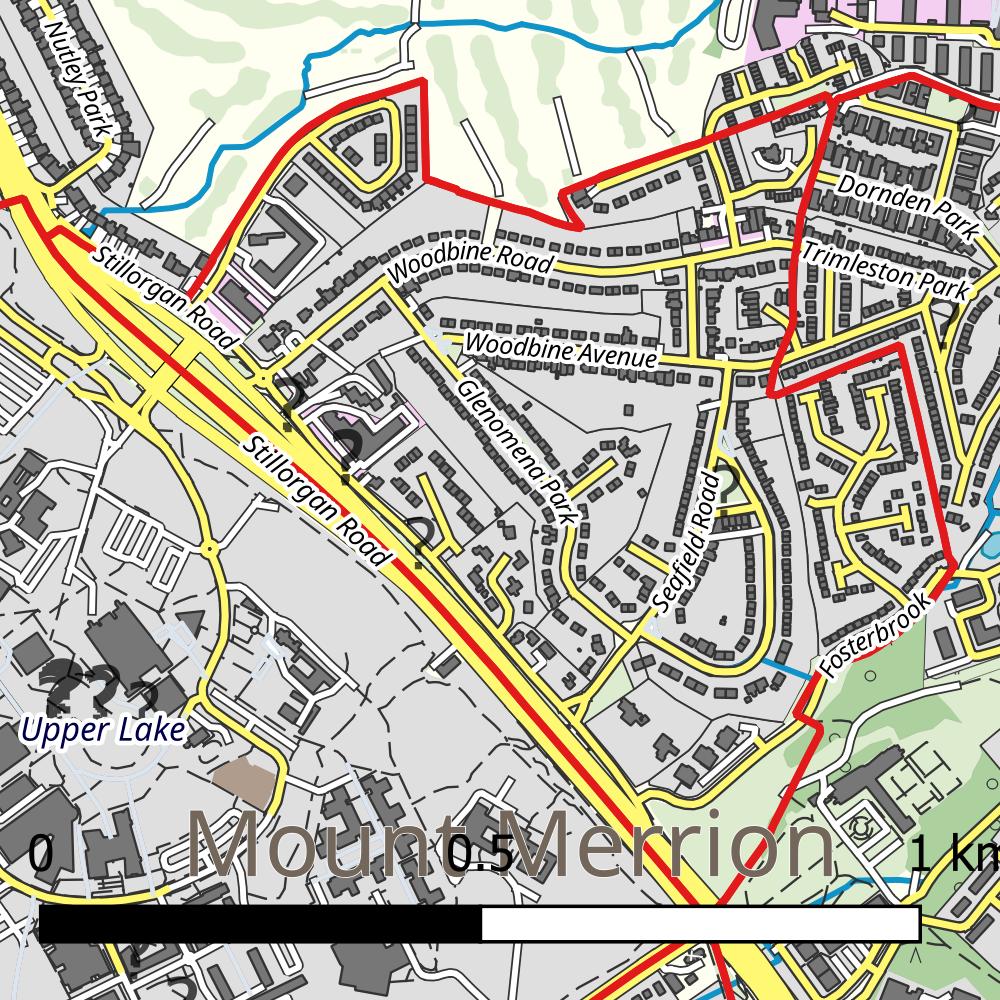 Nutley Park
Dornden Park
Stillorgan Road
Woodbine Road
Trimleston Park
Woodbine Avenue
Glenomena Park
Stillorgan Road
Seafield Road
Fosterbrook
Upper Lake
Mount Merrion
0 0.5 1 km